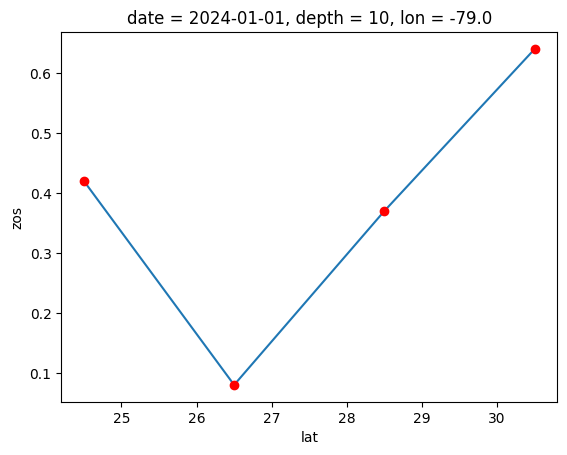 date = 2024-01-01, depth = 10, lon = -79.0
zos
0.6
0.5
0.4
0.3
0.2
0.1
25 26 27 28 29 30
lat